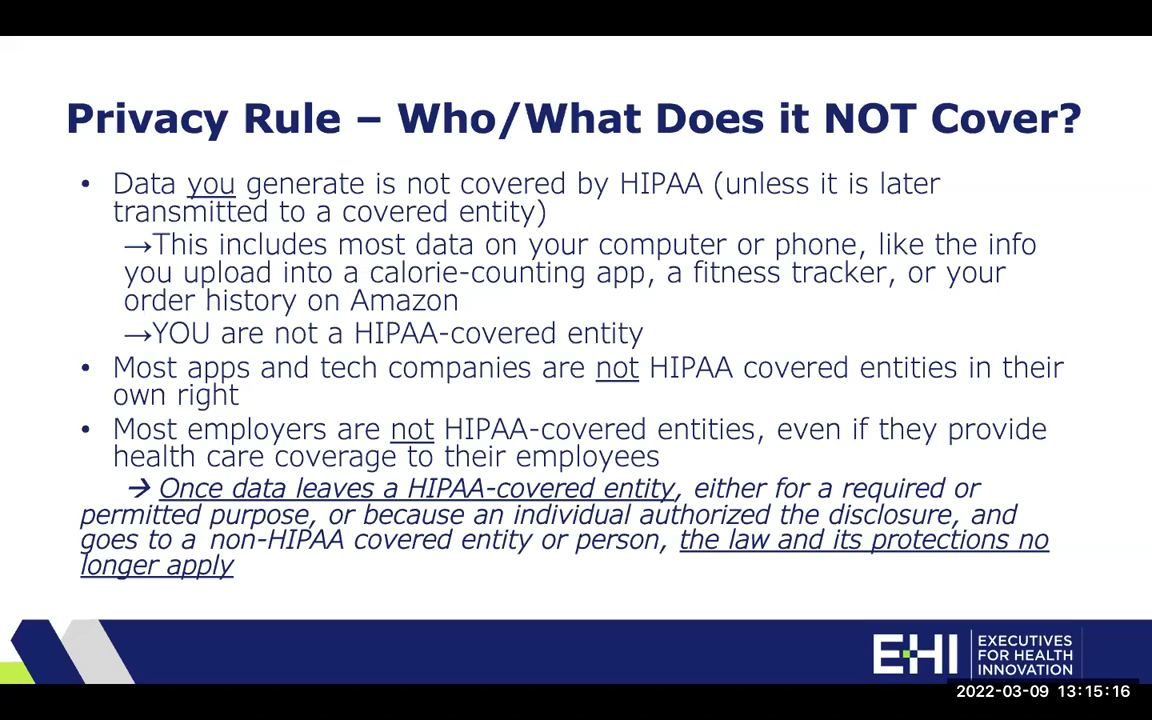 Privacy Rule – Who/What Does it NOT Cover?
• Data you generate is not covered by HIPAA (unless it is later
transmitted to a covered entity)
→This includes most data on your computer or phone, like the info
you upload into a calorie-counting app, a fitness tracker, or your
order history on Amazon
→YOU are not a HIPAA-covered entity
• Most apps and tech companies are not HIPAA covered entities in their
own right
• Most employers are not HIPAA-covered entities, even if they provide
health care coverage to their employees
→ Once data leaves a HIPAA-covered entity, either for a required or
permitted purpose, or because an individual authorized the disclosure, and
goes to a non-HIPAA covered entity or person, the law and its protections no
longer apply
EHI
EXECUTIVES
FOR HEALTH
INNOVATION
2022-03-09 13:15:16